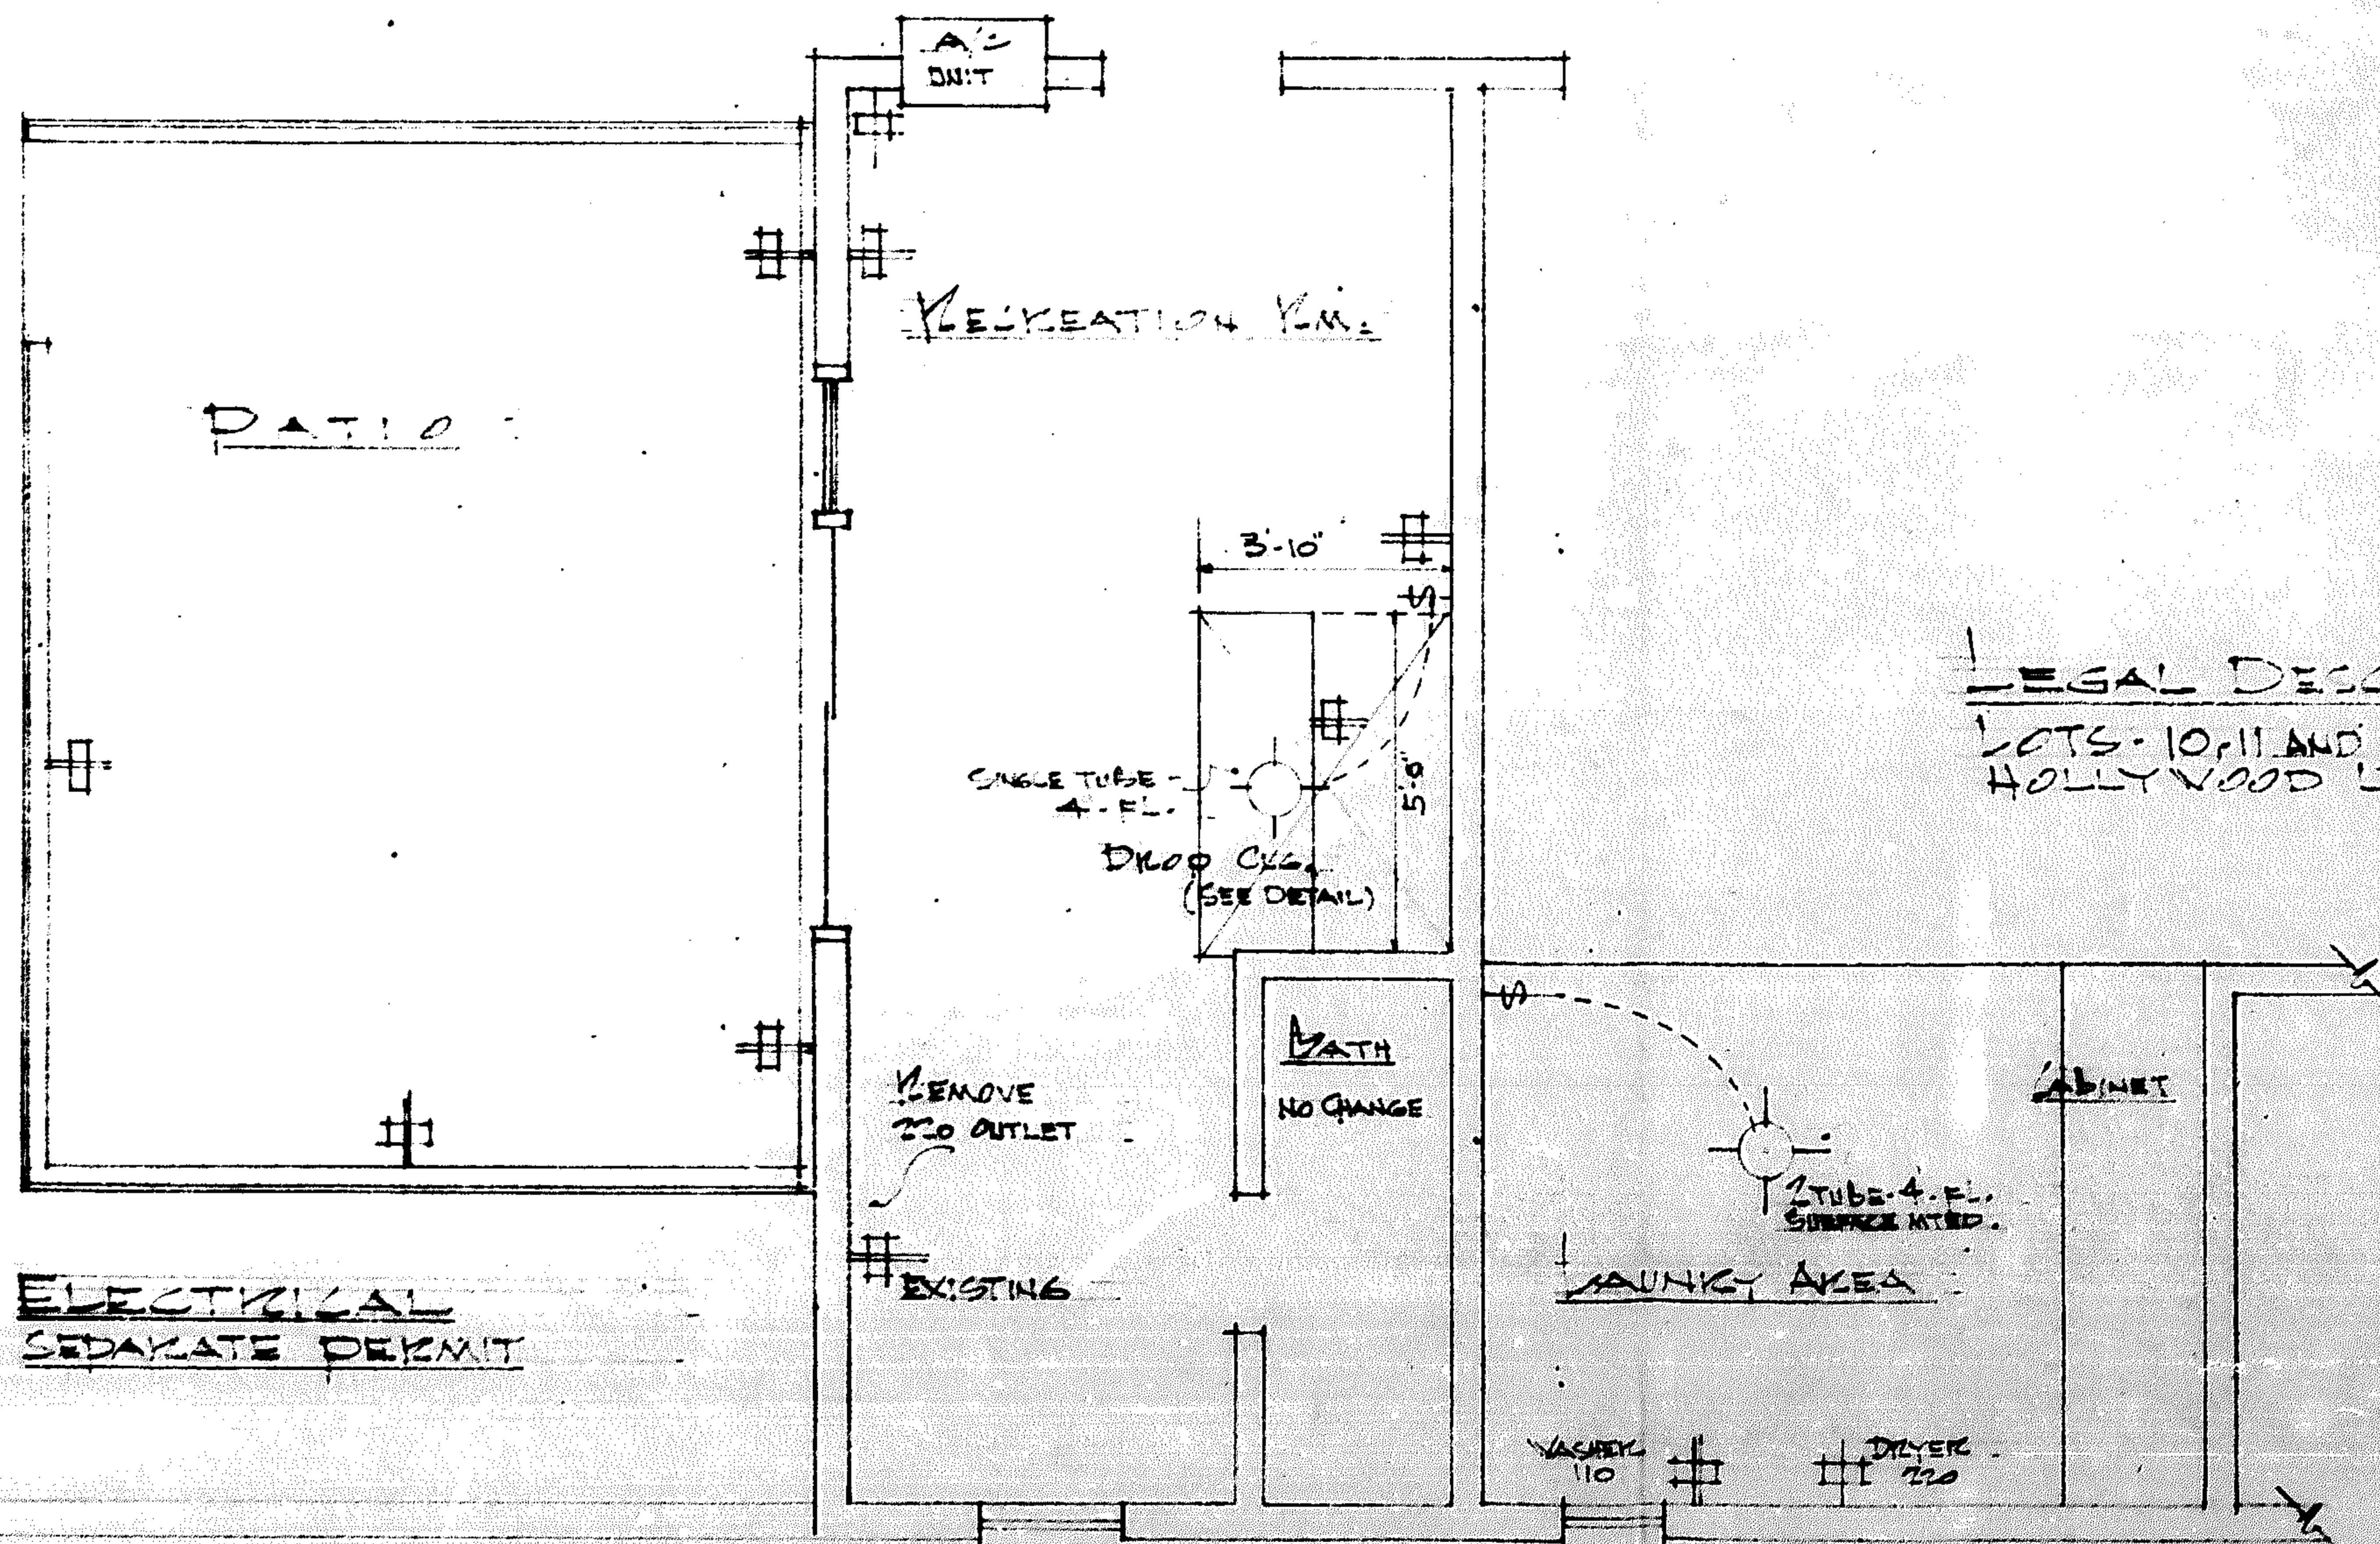 A/C
UNIT
RECREATION RM.
PATIO
3'-10"
SINGLE TUBE -
4 - FL.
5'-0"
DROP CLG.
(SEE DETAIL)
LEGAL DESC
LOTS - 10, 11 AND
HOLLYWOOD
BATH
NO CHANGE
REMOVE
220 OUTLET
EXISTING
CABINET
2 TUBE - 4 - FL.
SURFACE MTED.
LAUNRY AREA
ELECTRICAL
SEPARATE PERMIT
WASHER
110
DRYER
220